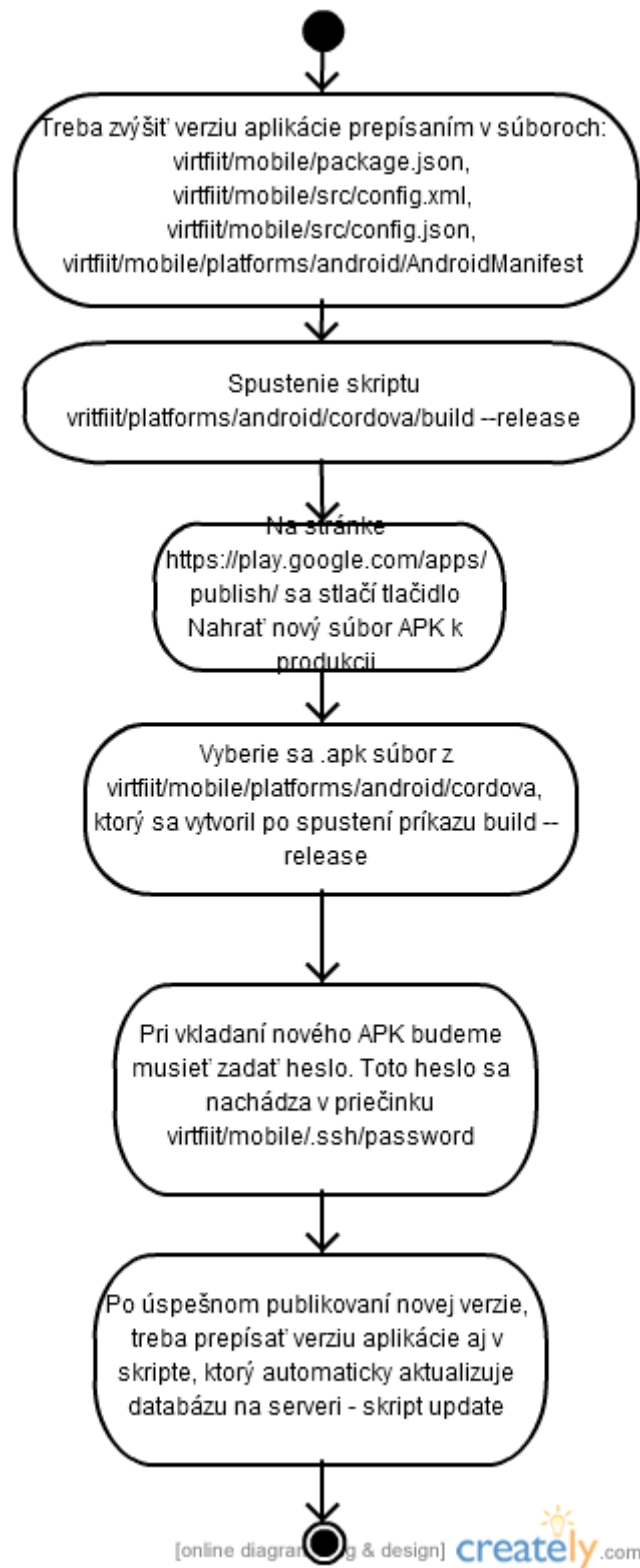 Treba zvýšiť verziu aplikácie prepísaním v súboroch:
virtfiit/mobile/package.json,
virtfiit/mobile/src/config.xml,
virtfiit/mobile/src/config.json,
virtfiit/mobile/platforms/android/AndroidManifest
Spustenie skriptu
vritfiit/platforms/android/cordova/build --release
Na stránke
https://play.google.com/apps/
publish/ sa stlačí tlačidlo
Nahrať nový súbor APK k
produkcii
Vyberie sa .apk súbor z
virtfiit/mobile/platforms/android/cordova,
ktorý sa vytvoril po spustení príkazu build --
release
Pri vkladaní nového APK budeme
musieť zadať heslo. Toto heslo sa
nachádza v priečinku
virtfiit/mobile/.ssh/password
Po úspešnom publikovaní novej verzie,
treba prepísať verziu aplikácie aj v
skripte, ktorý automaticky aktualizuje
databázu na serveri - skript update
[online diagram g & design] creately.com